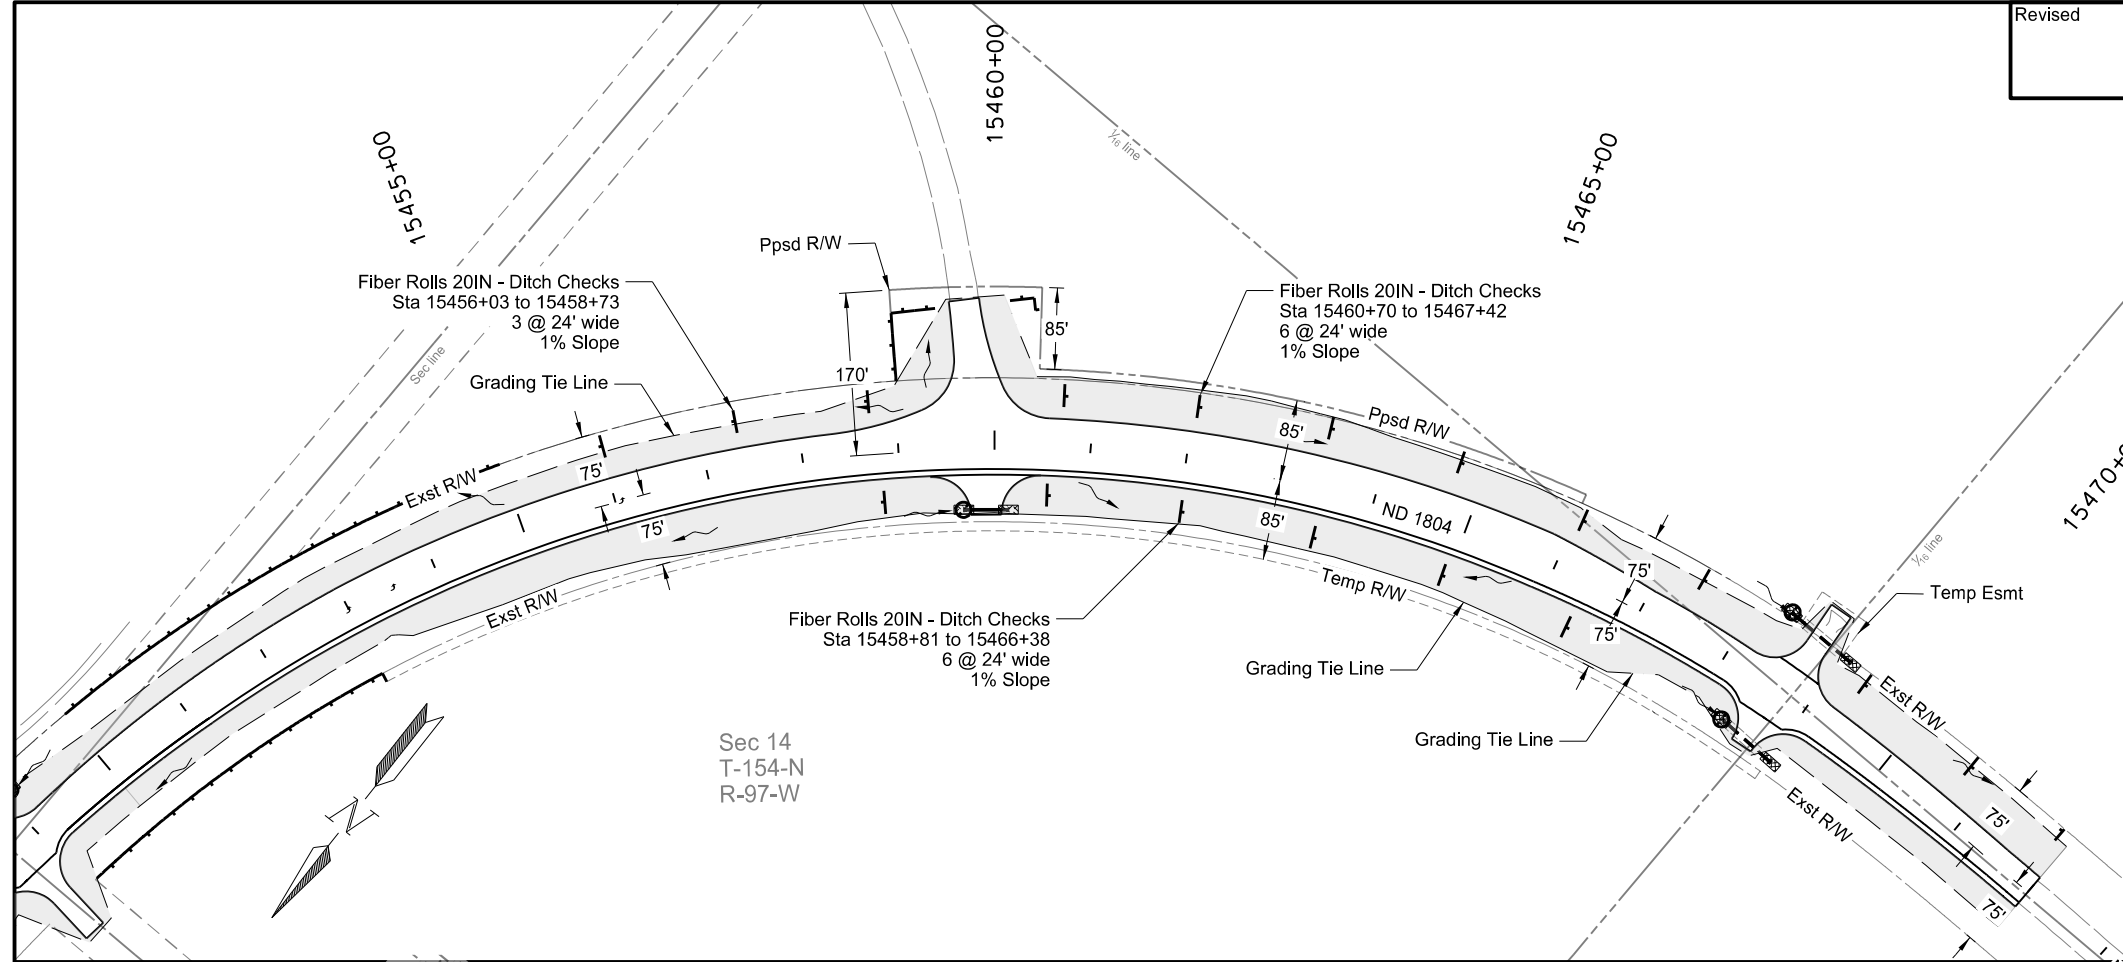 Revised
15455+00
15460+00
15465+00
15470+
1/16 line
Sec line
Ppsd R/W
Fiber Rolls 20IN - Ditch Checks
Sta 15456+03 to 15458+73
3 @ 24' wide
1% Slope
Grading Tie Line
170'
85'
Fiber Rolls 20IN - Ditch Checks
Sta 15460+70 to 15467+42
6 @ 24' wide
1% Slope
Ppsd R/W
85'
85'
75'
75'
Exst R/W
Exst R/W
ND 1804
Temp R/W
75'
75'
1/16 line
Temp Esmt
Fiber Rolls 20IN - Ditch Checks
Sta 15458+81 to 15466+38
6 @ 24' wide
1% Slope
Grading Tie Line
Grading Tie Line
Exst R/W
Exst R/W
75'
75'
Sec 14
T-154-N
R-97-W
N